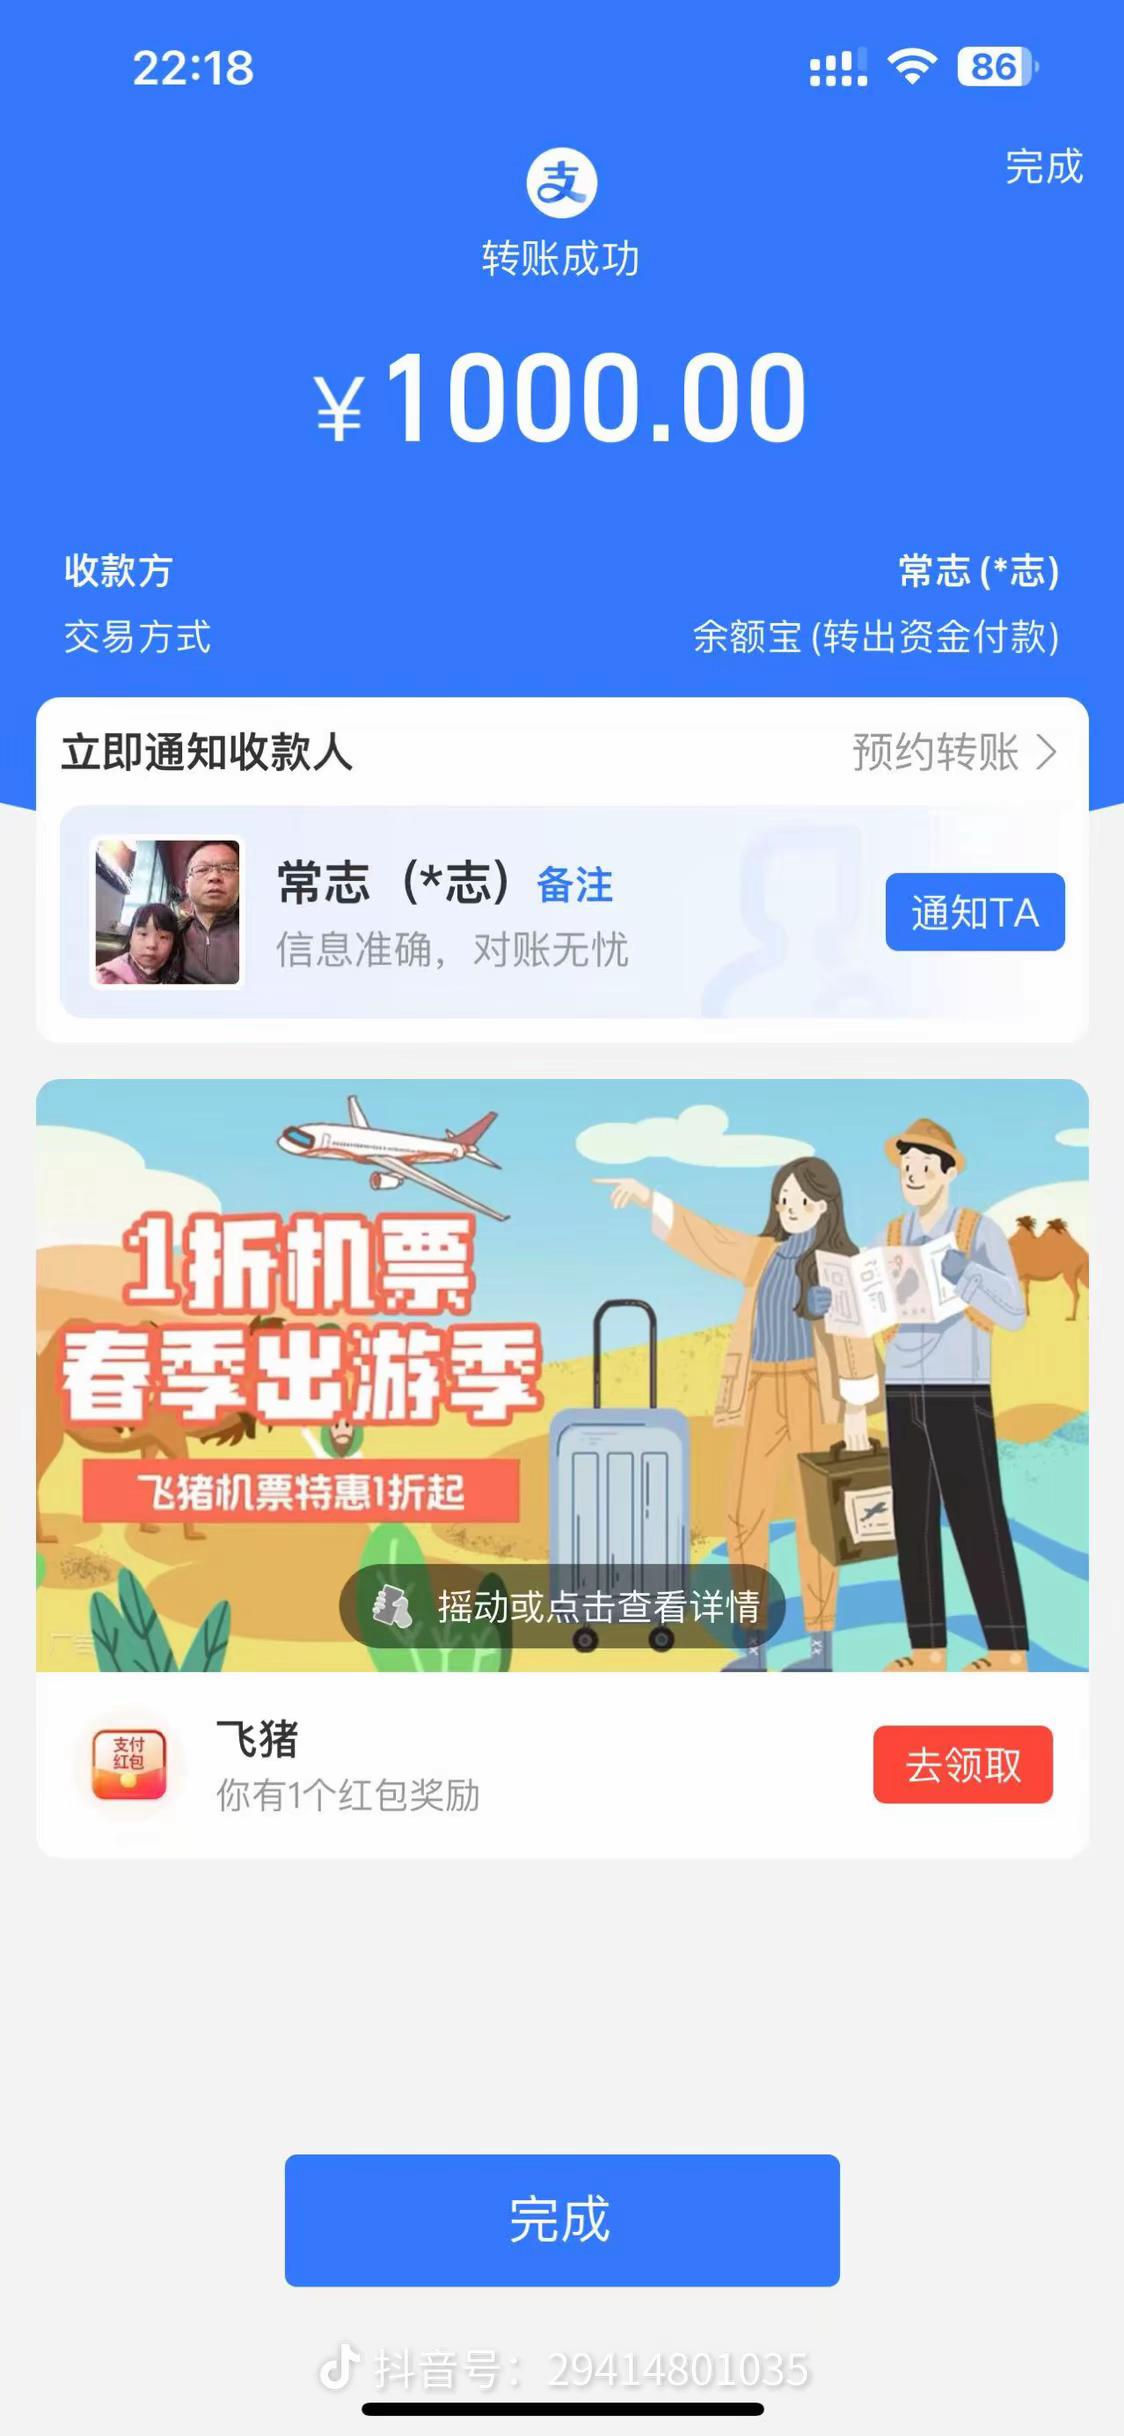 22:18
86
完成
支
转账成功
¥1000.00
收款方 常志(*志)
交易方式 余额宝(转出资金付款)
立即通知收款人 预约转账
常志（*志）备注
信息准确，对账无忧
通知TA
1折机票
春季出游季
飞猪机票特惠1折起
摇动或点击查看详情
广告
支付
红包
飞猪
你有1个红包奖励
去领取
完成
抖音号：29414801035